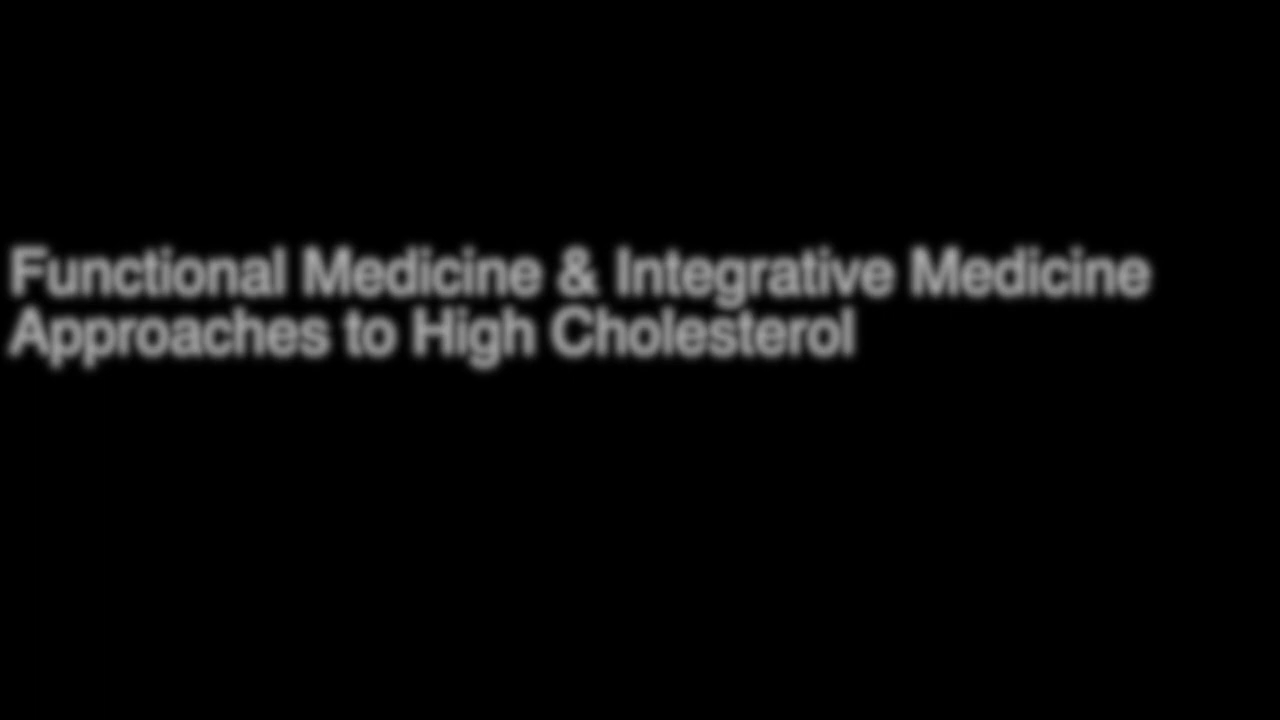 Functional Medicine & Integrative Medicine
Approaches to High Cholesterol